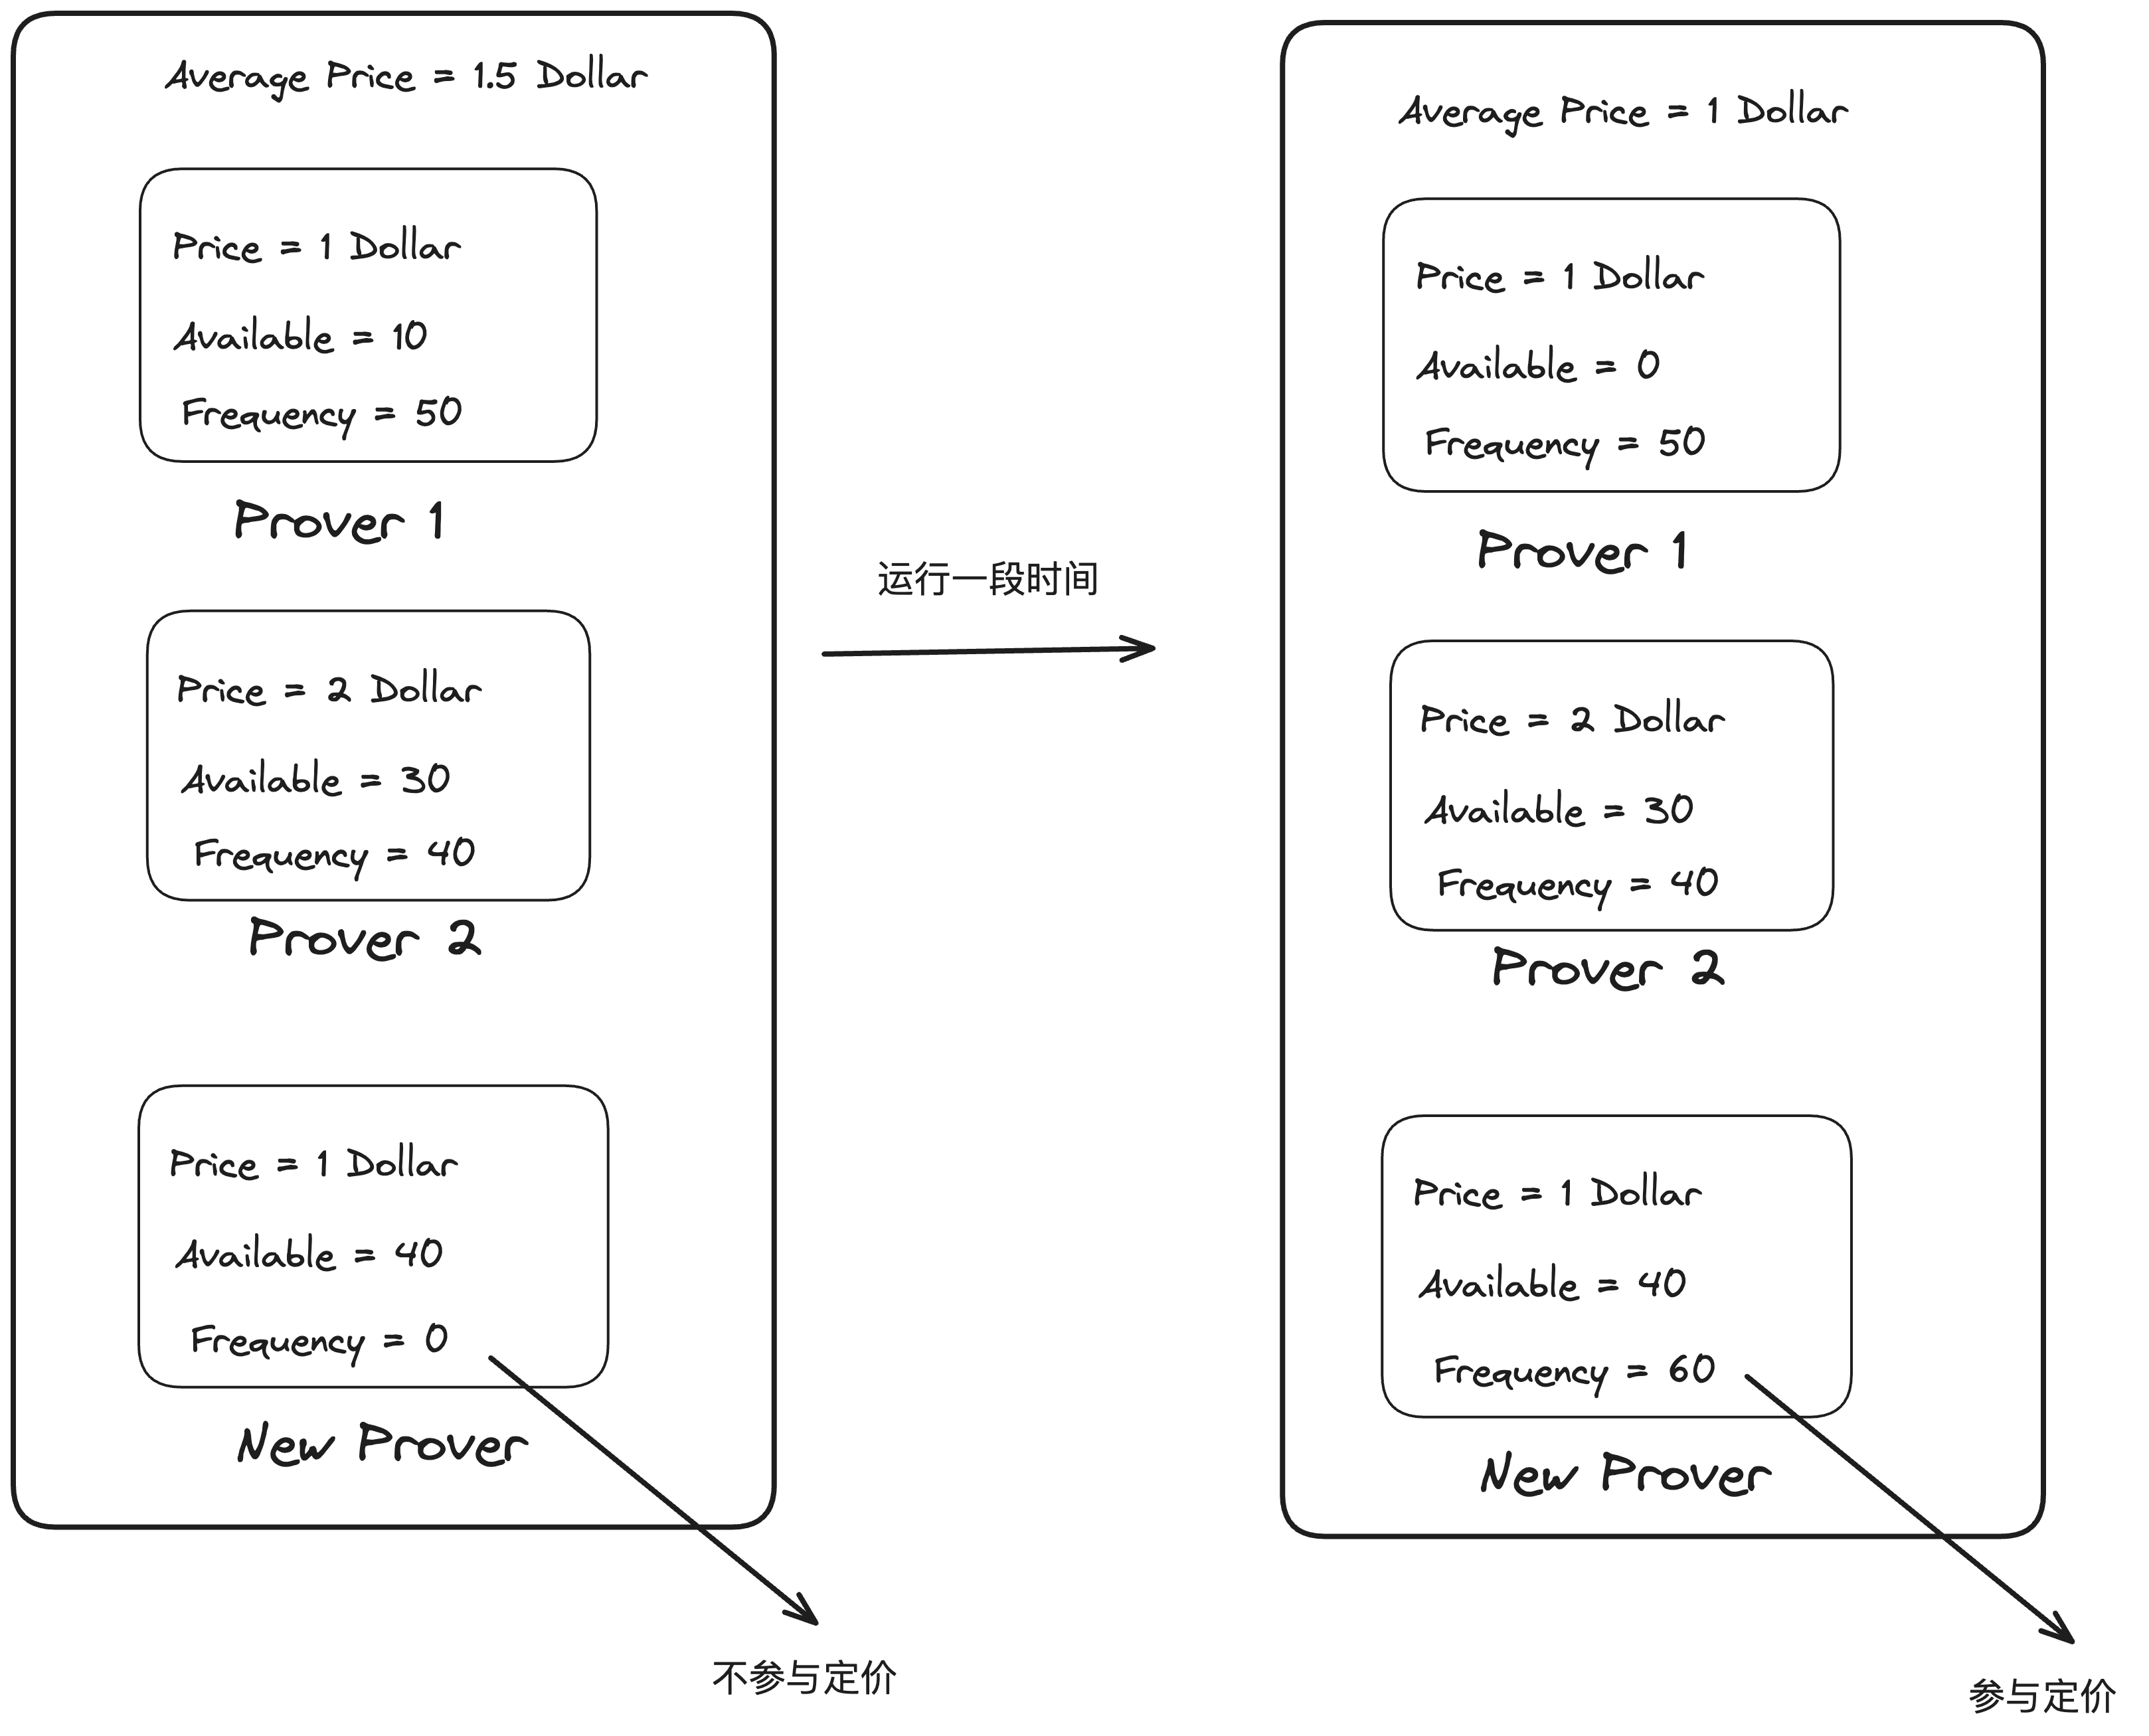 Average Price = 1.5 Dollar
Price = 1 Dollar
Available = 10
Frequency = 50
Prover 1
Price = 2 Dollar
Available = 30
Frequency = 40
Prover 2
Price = 1 Dollar
Available = 40
Frequency = 0
New Prover
不参与定价
运行一段时间
Average Price = 1 Dollar
Price = 1 Dollar
Available = 0
Frequency = 50
Prover 1
Price = 2 Dollar
Available = 30
Frequency = 40
Prover 2
Price = 1 Dollar
Available = 40
Frequency = 60
New Prover
参与定价